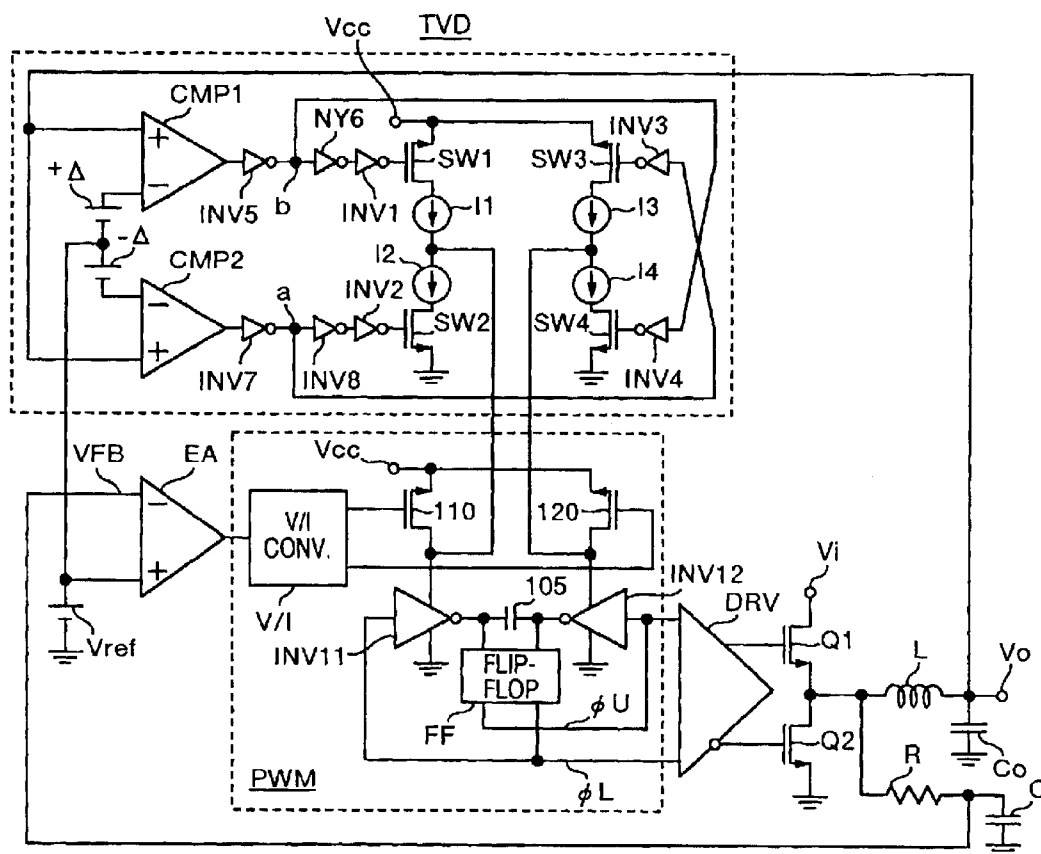 TVD
Vcc
CMP1
NY6
INV3
+Δ
SW1
SW3
b
INV5
INV1
I1
I3
-Δ
CMP2
I2
I4
INV2
a
SW2
SW4
INV7
INV8
INV4
VFB
EA
Vcc
110
120
V/I
CONV.
Vi
105
INV12
DRV
V/I
Vref
INV11
Q1
L
Vo
FLIP-
FLOP
FF
φU
Q2
Co
R
PWM
φL
C